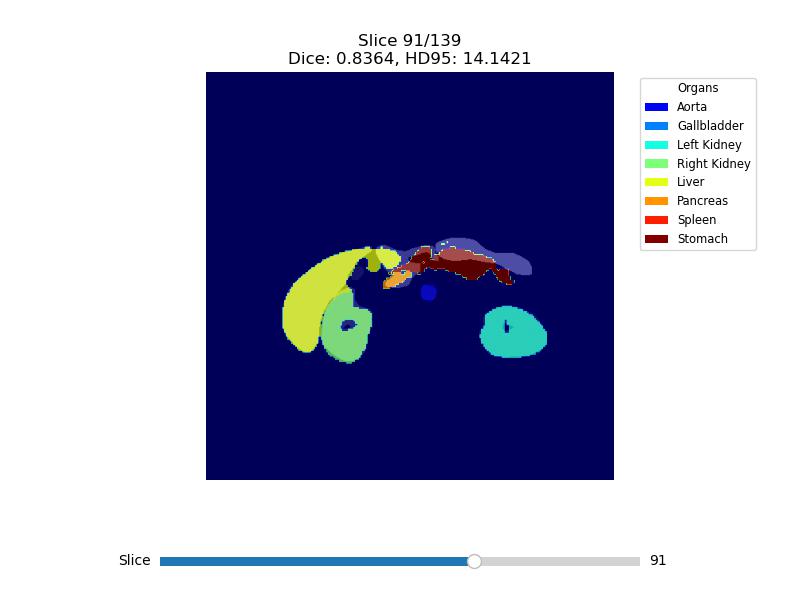 Slice 91/139
Dice: 0.8364, HD95: 14.1421
Organs
Aorta
Gallbladder
Left Kidney
Right Kidney
Liver
Pancreas
Spleen
Stomach
Slice 91